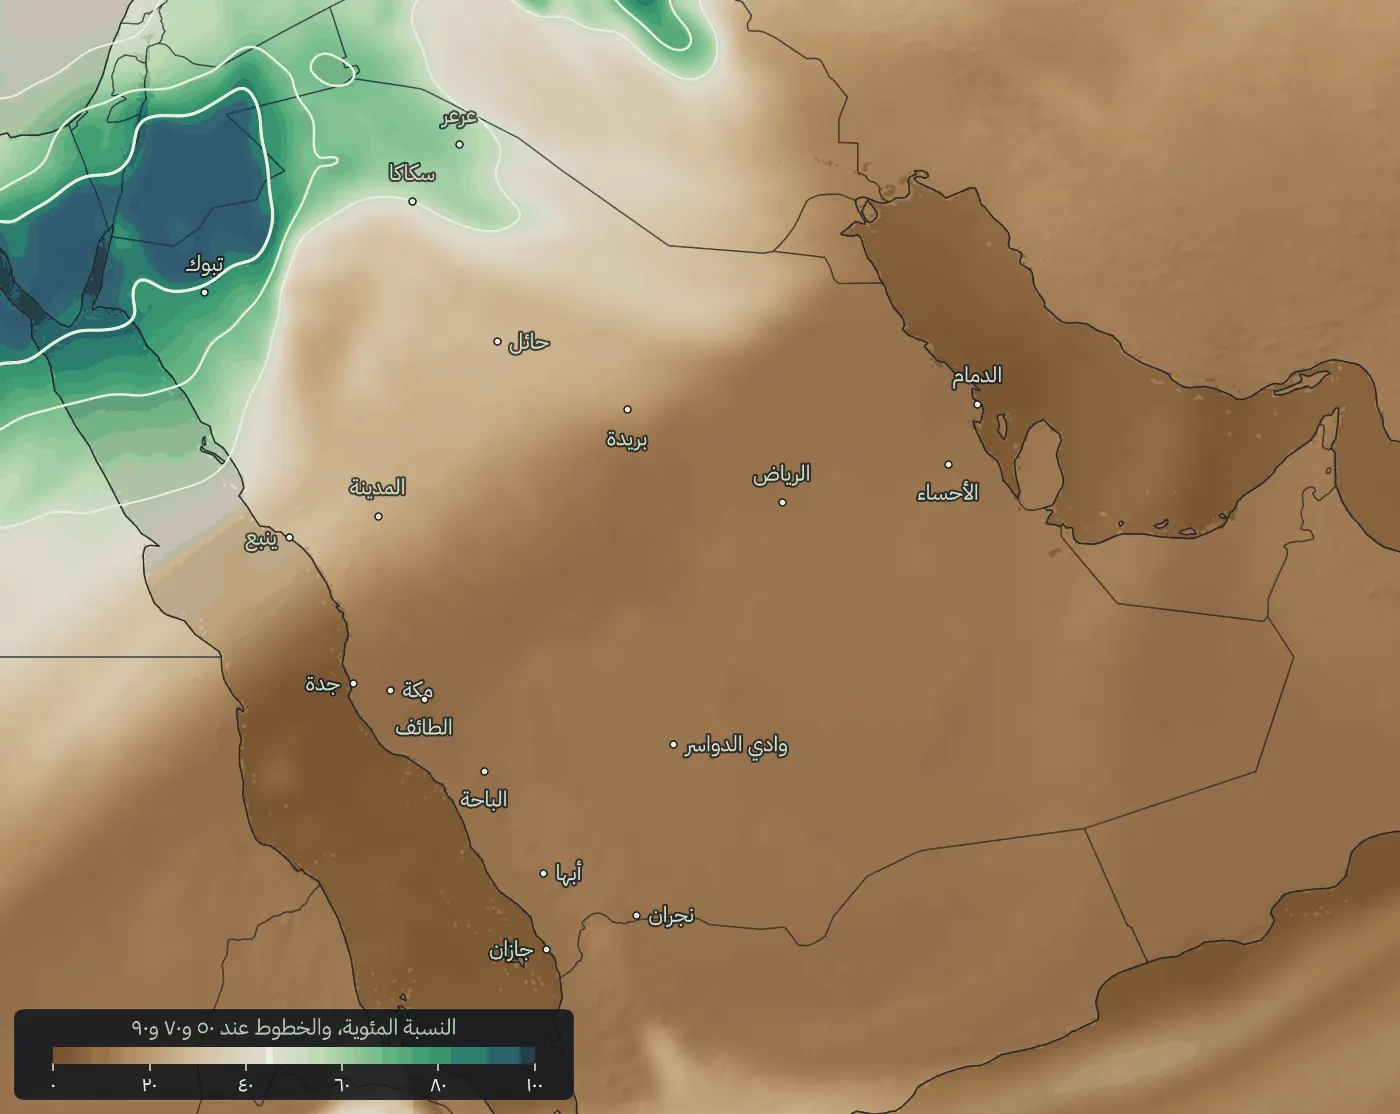 عرعر
سكاكا
تبوك
حائل
الدمام
بريدة
الرياض
الأحساء
المدينة
ينبع
جدة
مكة
الطائف
وادي الدواسر
الباحة
أبها
نجران
جازان
النسبة المئوية، والخطوط عند ٥٠ و٧٠ و٩٠
٠ ٢٠ ٤٠ ٦٠ ٨٠ ١٠٠